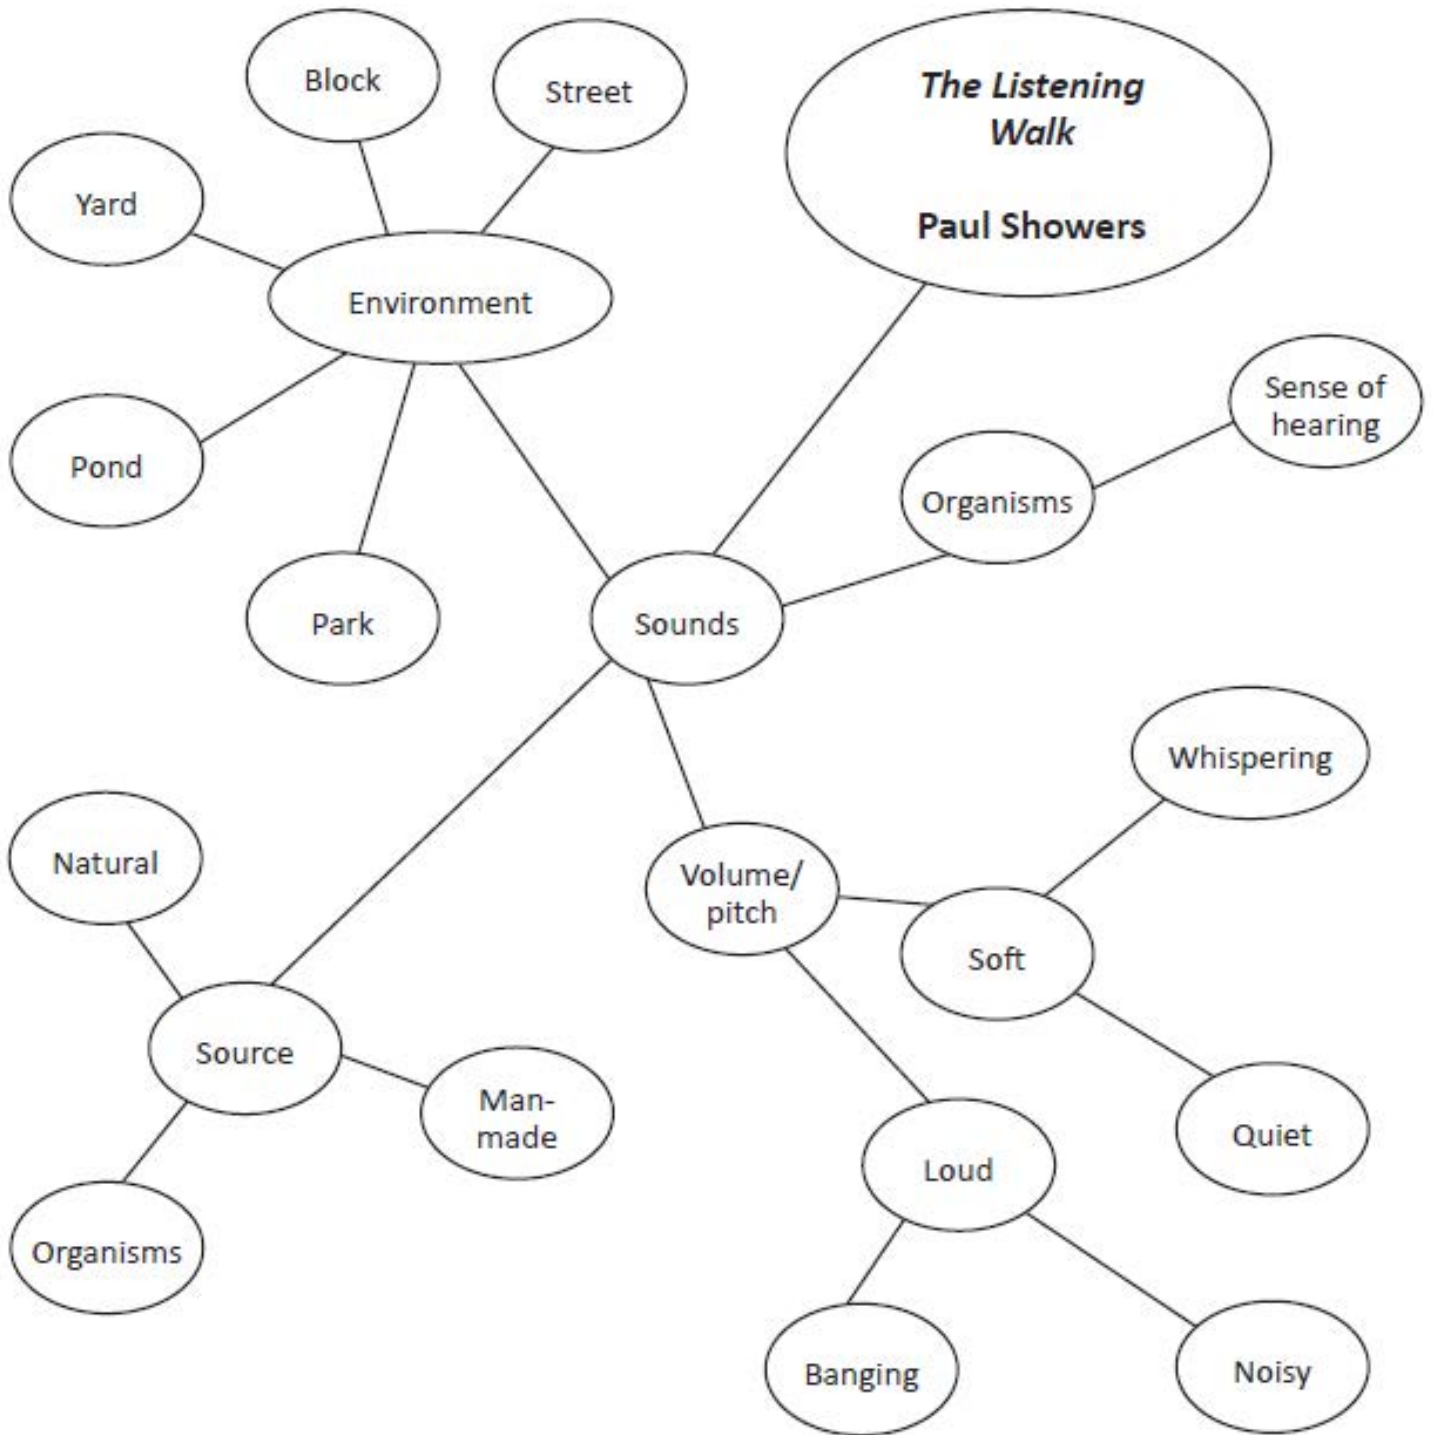 Block
Street
The Listening
Walk
Paul Showers
Yard
Environment
Sense of
hearing
Pond
Organisms
Park
Sounds
Whispering
Natural
Volume/
pitch
Soft
Source
Man-
made
Quiet
Loud
Organisms
Banging
Noisy